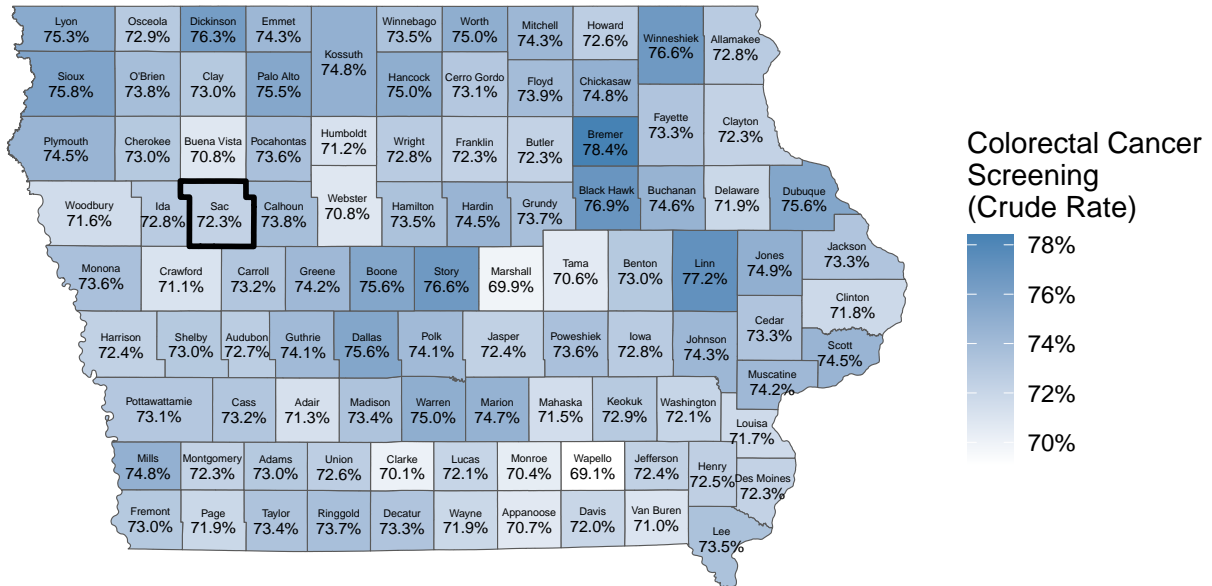 Lyon
75.3%
Osceola
72.9%
Dickinson
76.3%
Emmet
74.3%
Winnebago
73.5%
Worth
75.0%
Mitchell
74.3%
Howard
72.6%
Winneshiek
76.6%
Allamakee
72.8%
Kossuth
74.8%
Sioux
75.8%
O'Brien
73.8%
Clay
73.0%
Palo Alto
75.5%
Hancock
75.0%
Cerro Gordo
73.1%
Floyd
73.9%
Chickasaw
74.8%
Fayette
73.3%
Clayton
72.3%
Plymouth
74.5%
Cherokee
73.0%
Buena Vista
70.8%
Pocahontas
73.6%
Humboldt
71.2%
Wright
72.8%
Franklin
72.3%
Butler
72.3%
Bremer
78.4%
Woodbury
71.6%
Ida
72.8%
Sac
72.3%
Calhoun
73.8%
Webster
70.8%
Hamilton
73.5%
Hardin
74.5%
Grundy
73.7%
Black Hawk
76.9%
Buchanan
74.6%
Delaware
71.9%
Dubuque
75.6%
Monona
73.6%
Crawford
71.1%
Carroll
73.2%
Greene
74.2%
Boone
75.6%
Story
76.6%
Marshall
69.9%
Tama
70.6%
Benton
73.0%
Linn
77.2%
Jones
74.9%
Jackson
73.3%
Clinton
71.8%
Harrison
72.4%
Shelby
73.0%
Audubon
72.7%
Guthrie
74.1%
Dallas
75.6%
Polk
74.1%
Jasper
72.4%
Poweshiek
73.6%
Iowa
72.8%
Johnson
74.3%
Cedar
73.3%
Scott
74.5%
Muscatine
74.2%
Pottawattamie
73.1%
Cass
73.2%
Adair
71.3%
Madison
73.4%
Warren
75.0%
Marion
74.7%
Mahaska
71.5%
Keokuk
72.9%
Washington
72.1%
Louisa
71.7%
Mills
74.8%
Montgomery
72.3%
Adams
73.0%
Union
72.6%
Clarke
70.1%
Lucas
72.1%
Monroe
70.4%
Wapello
69.1%
Jefferson
72.4%
Henry
72.5%
Des Moines
72.3%
Fremont
73.0%
Page
71.9%
Taylor
73.4%
Ringgold
73.7%
Decatur
73.3%
Wayne
71.9%
Appanoose
70.7%
Davis
72.0%
Van Buren
71.0%
Lee
73.5%
Colorectal Cancer
Screening
(Crude Rate)
78%
76%
74%
72%
70%